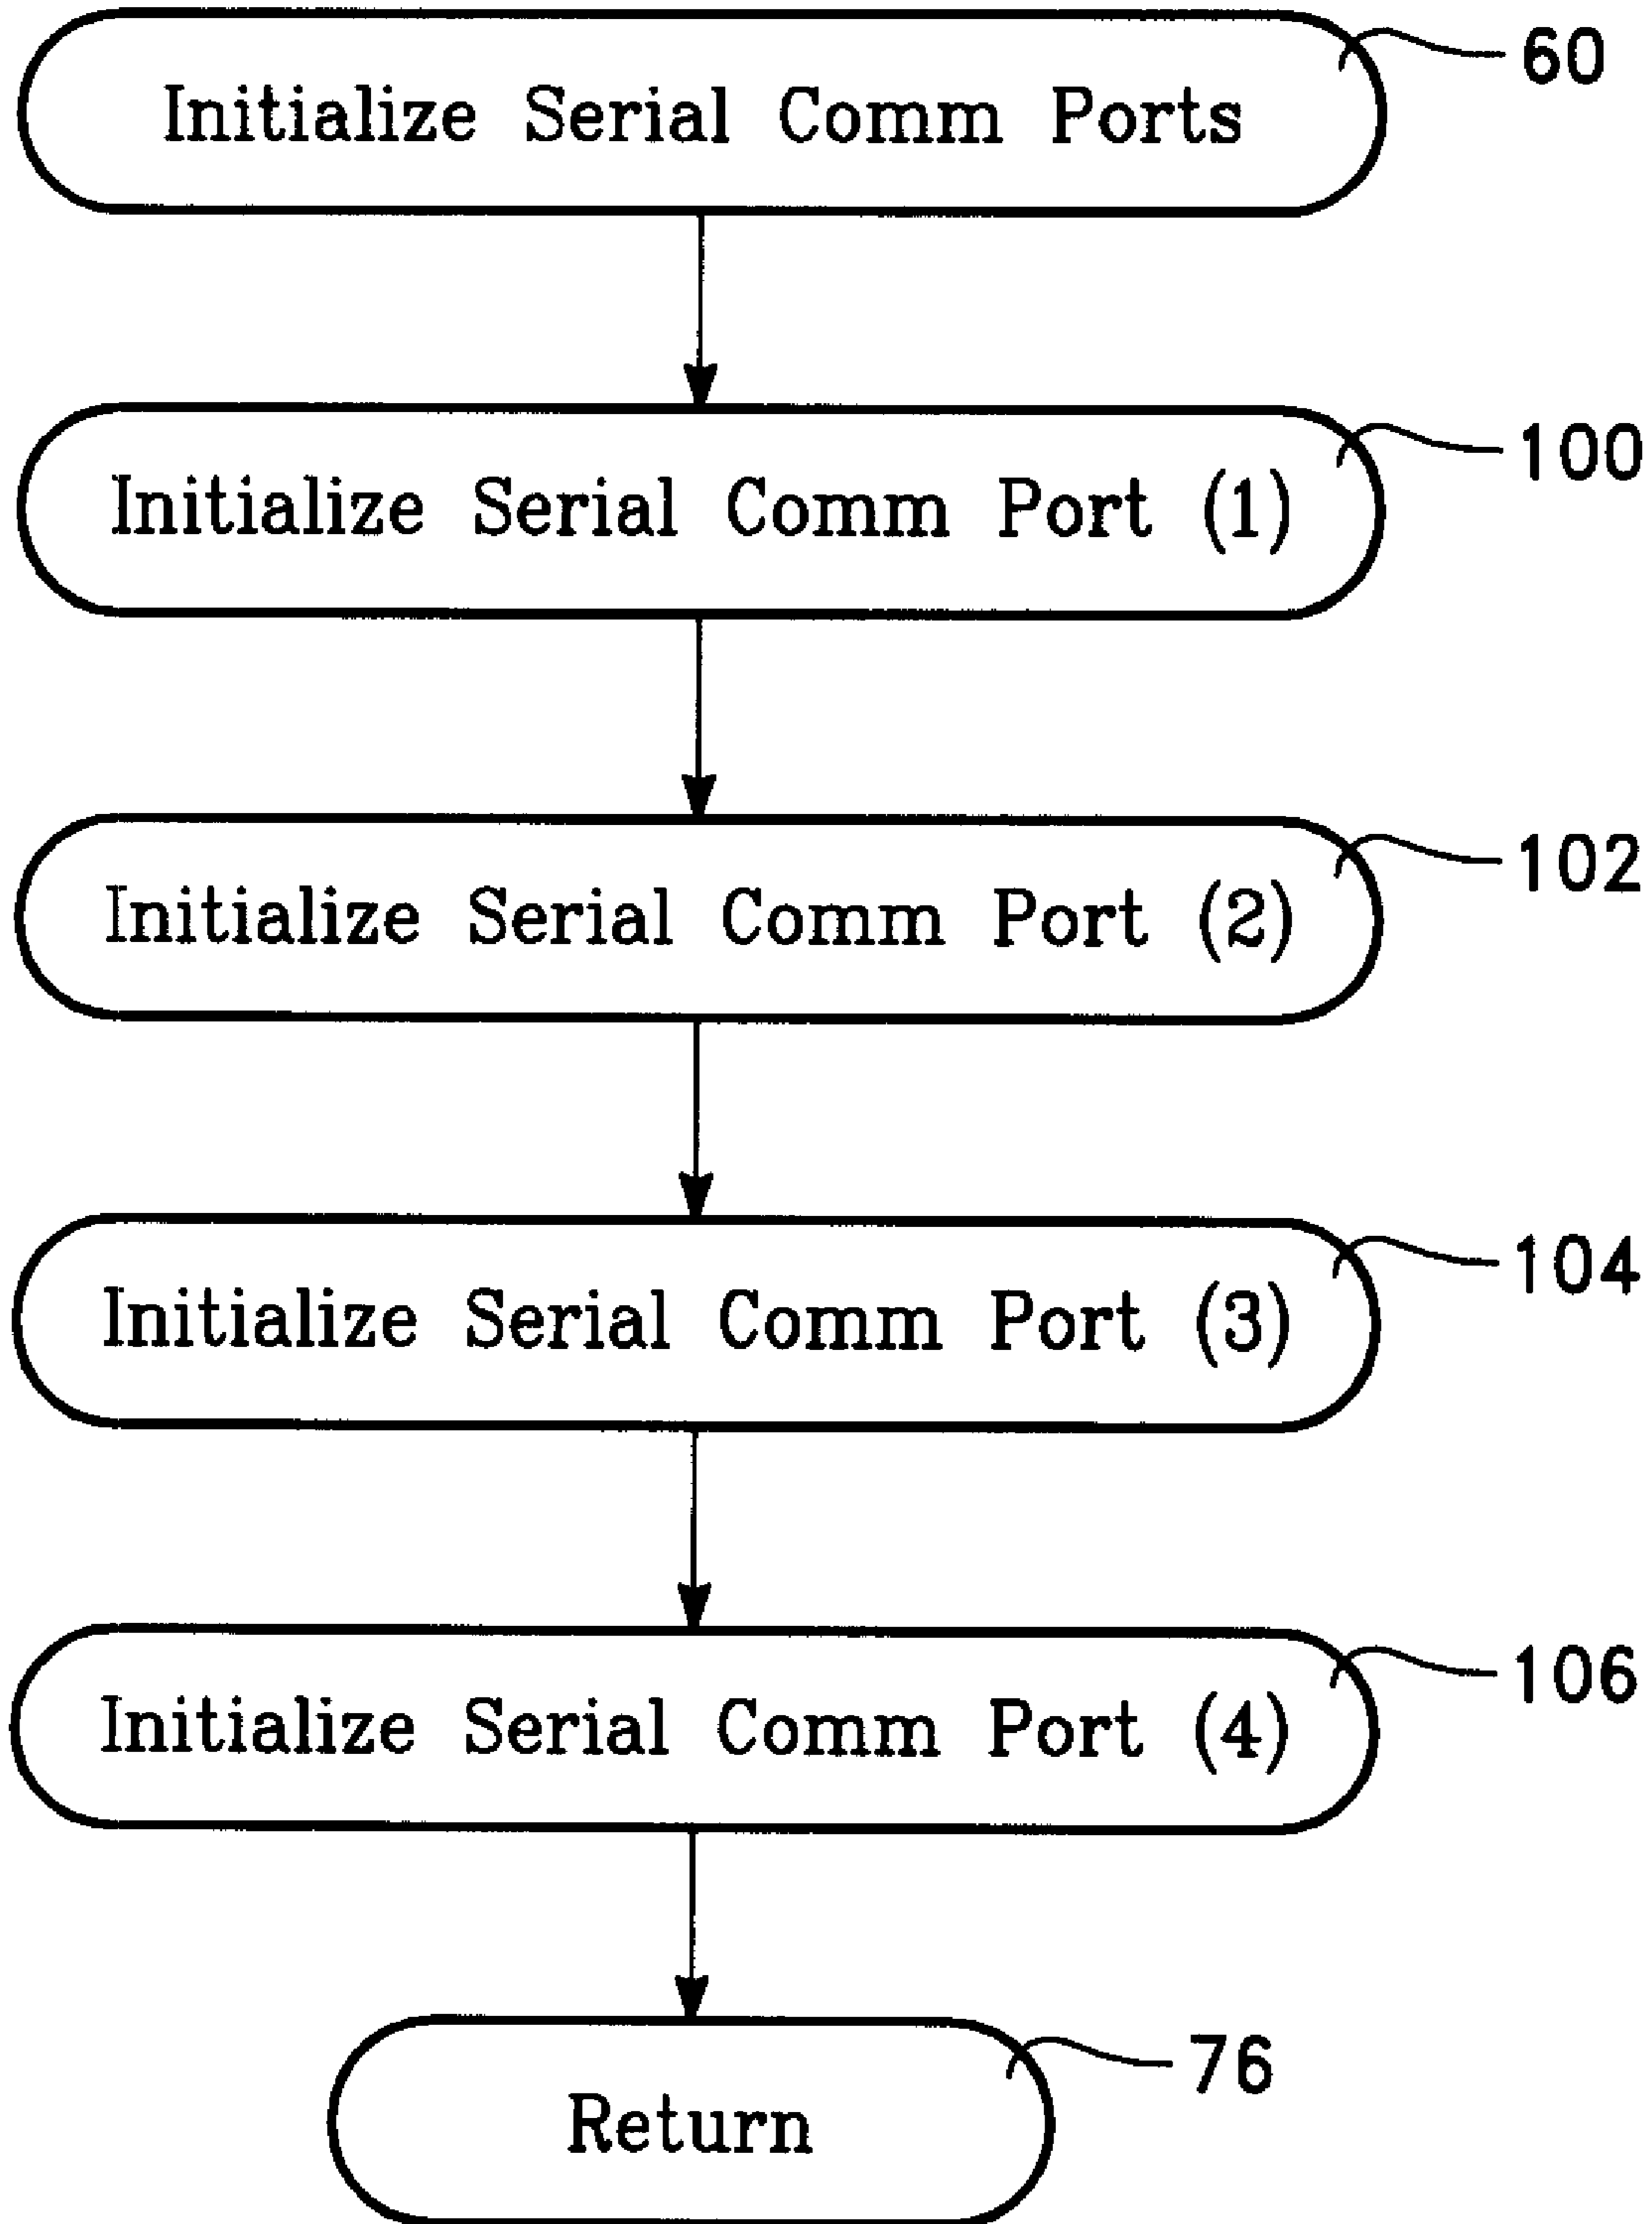 60
Initialize Serial Comm Ports
100
Initialize Serial Comm Port (1)
102
Initialize Serial Comm Port (2)
104
Initialize Serial Comm Port (3)
106
Initialize Serial Comm Port (4)
76
Return